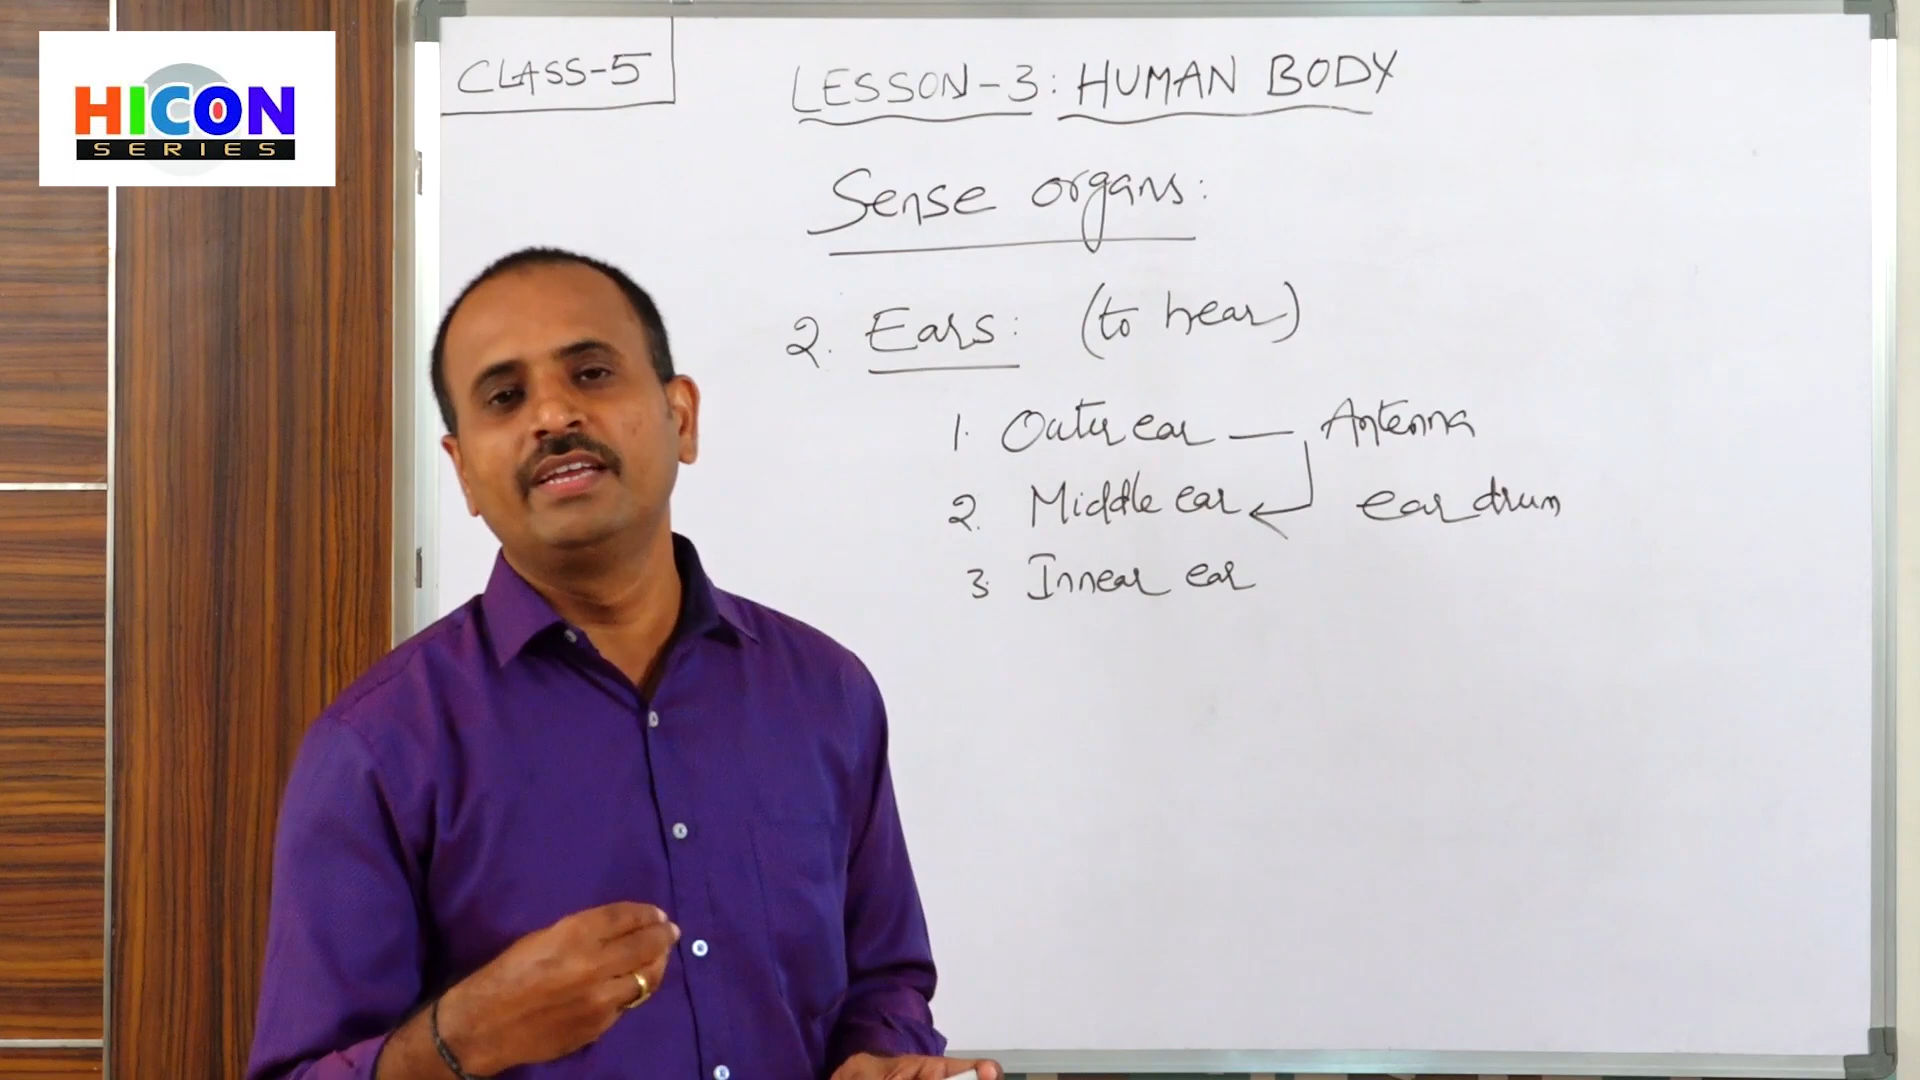 HICON
SERIES
CLASS-5
LESSON-3: HUMAN BODY
Sense organs:
2. Ears: (to hear)
1. Outer ear — Antenna
2. Middle ear ear drum
3. Innear ear